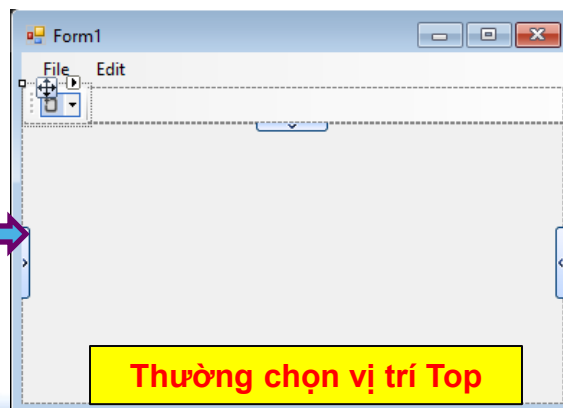 Form1
File Edit
Thường chọn vị trí Top